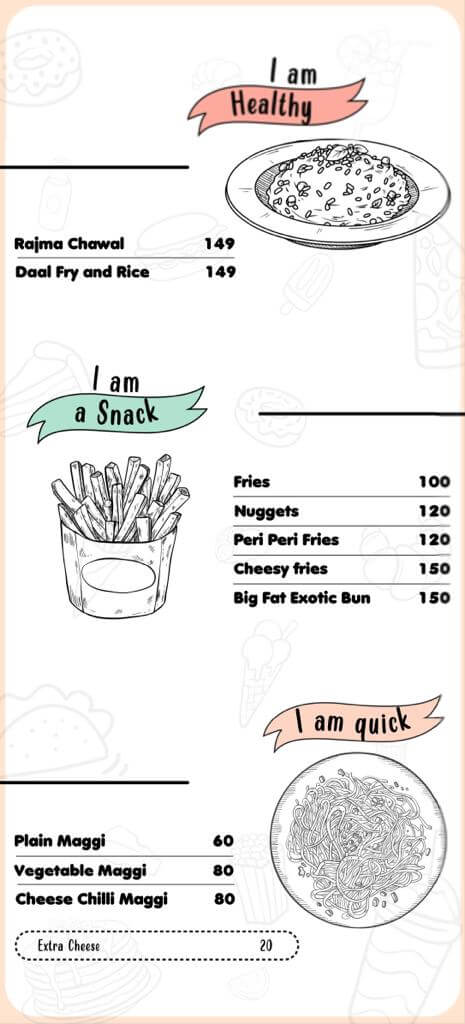 I am
Healthy
Rajma Chawal 149
Daal Fry and Rice 149
I am
a Snack
Fries 100
Nuggets 120
Peri Peri Fries 120
Cheesy fries 150
Big Fat Exotic Bun 150
I am quick
Plain Maggi 60
Vegetable Maggi 80
Cheese Chilli Maggi 80
Extra Cheese 20